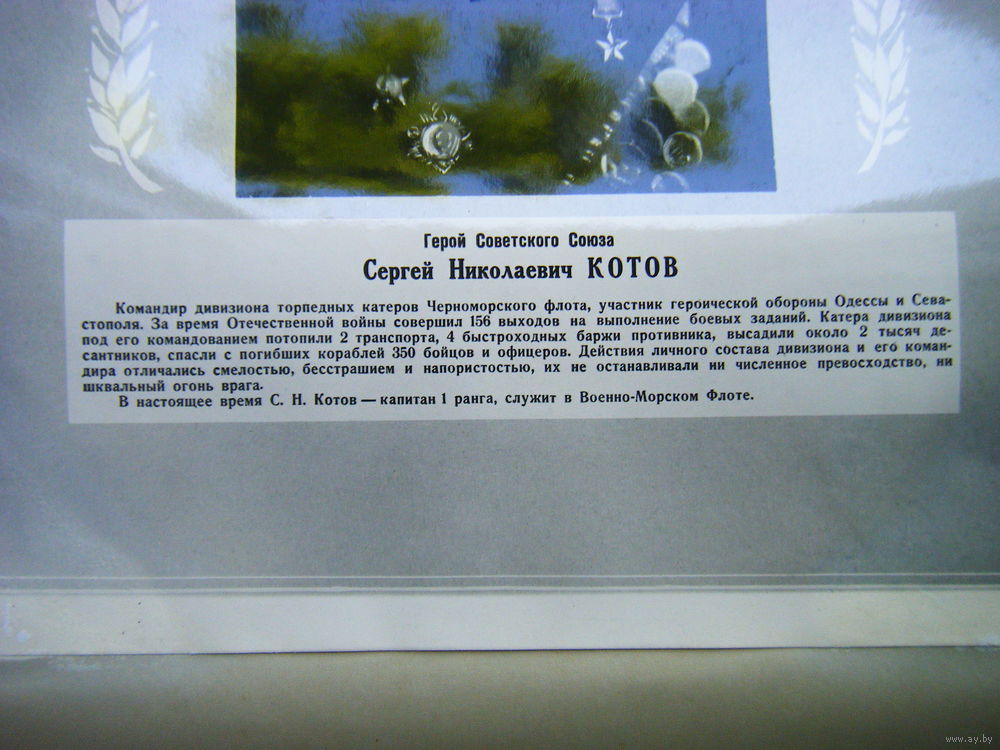 Герой Советского Союза
Сергей Николаевич КОТОВ
Командир дивизиона торпедных катеров Черноморского флота, участник героической обороны Одессы и Сева-
стополя. За время Отечественной войны совершил 156 выходов на выполнение боевых заданий. Катера дивизиона
под его командованием потопили 2 транспорта, 4 быстроходных баржи противника, высадили около 2 тысяч де-
сантников, спасли с погибших кораблей 350 бойцов и офицеров. Действия личного состава дивизиона и его коман-
дира отличались смелостью, бесстрашием и напористостью, их не останавливали ни численное превосходство, ни
шквальный огонь врага.
В настоящее время С. Н. Котов — капитан 1 ранга, служит в Военно-Морском Флоте.
www.ay.by